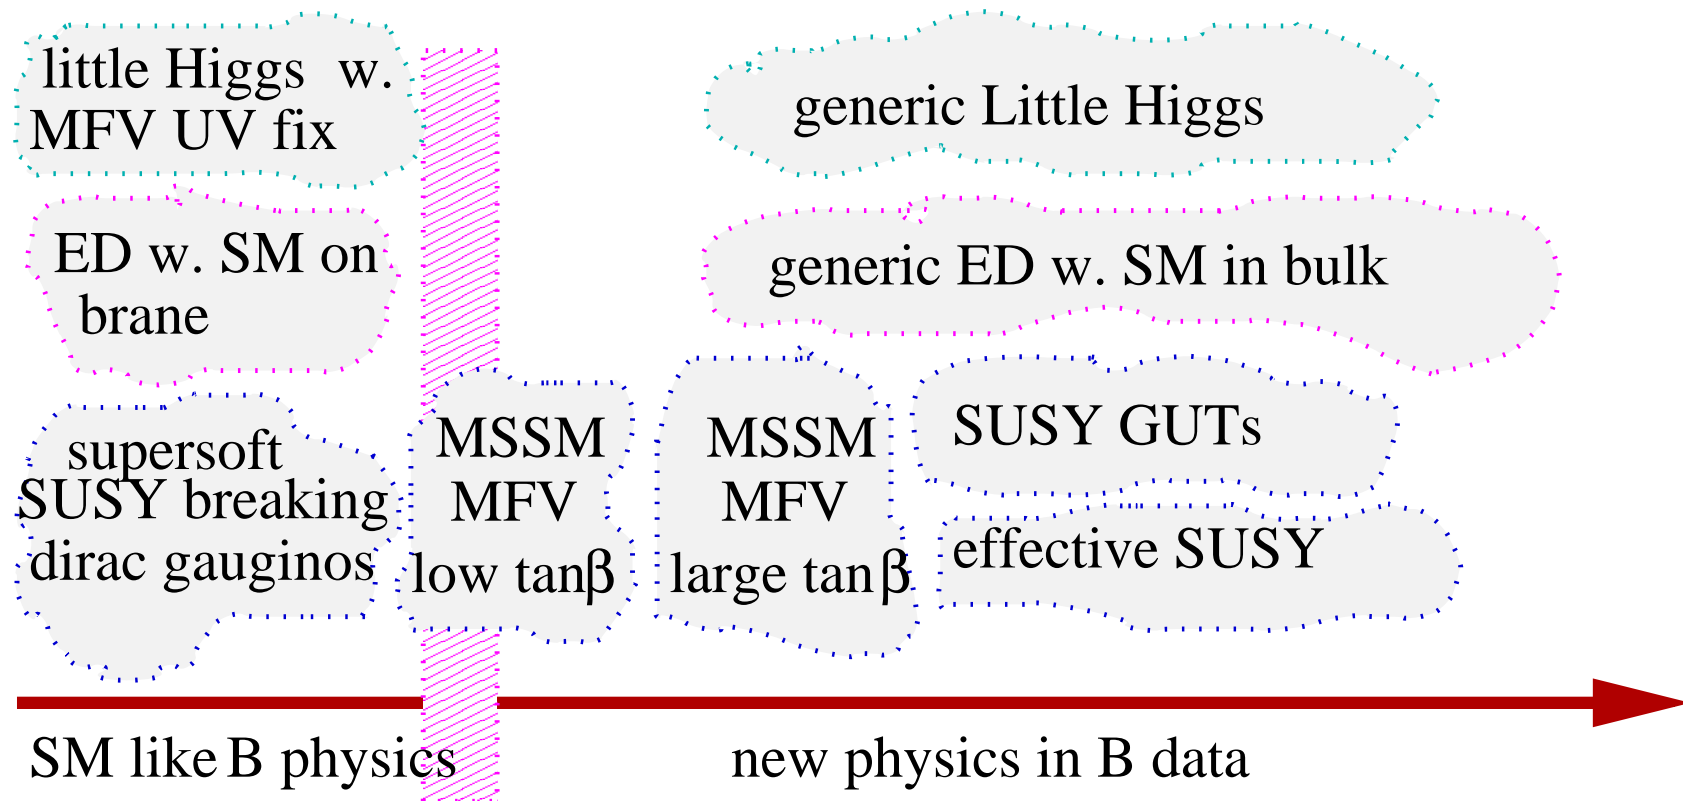 little Higgs w.
MFV UV fix
generic Little Higgs
ED w. SM on
brane
generic ED w. SM in bulk
supersoft
SUSY breaking
dirac gauginos
MSSM
MFV
low tanβ
MSSM
MFV
large tanβ
SUSY GUTs
effective SUSY
SM like B physics
new physics in B data